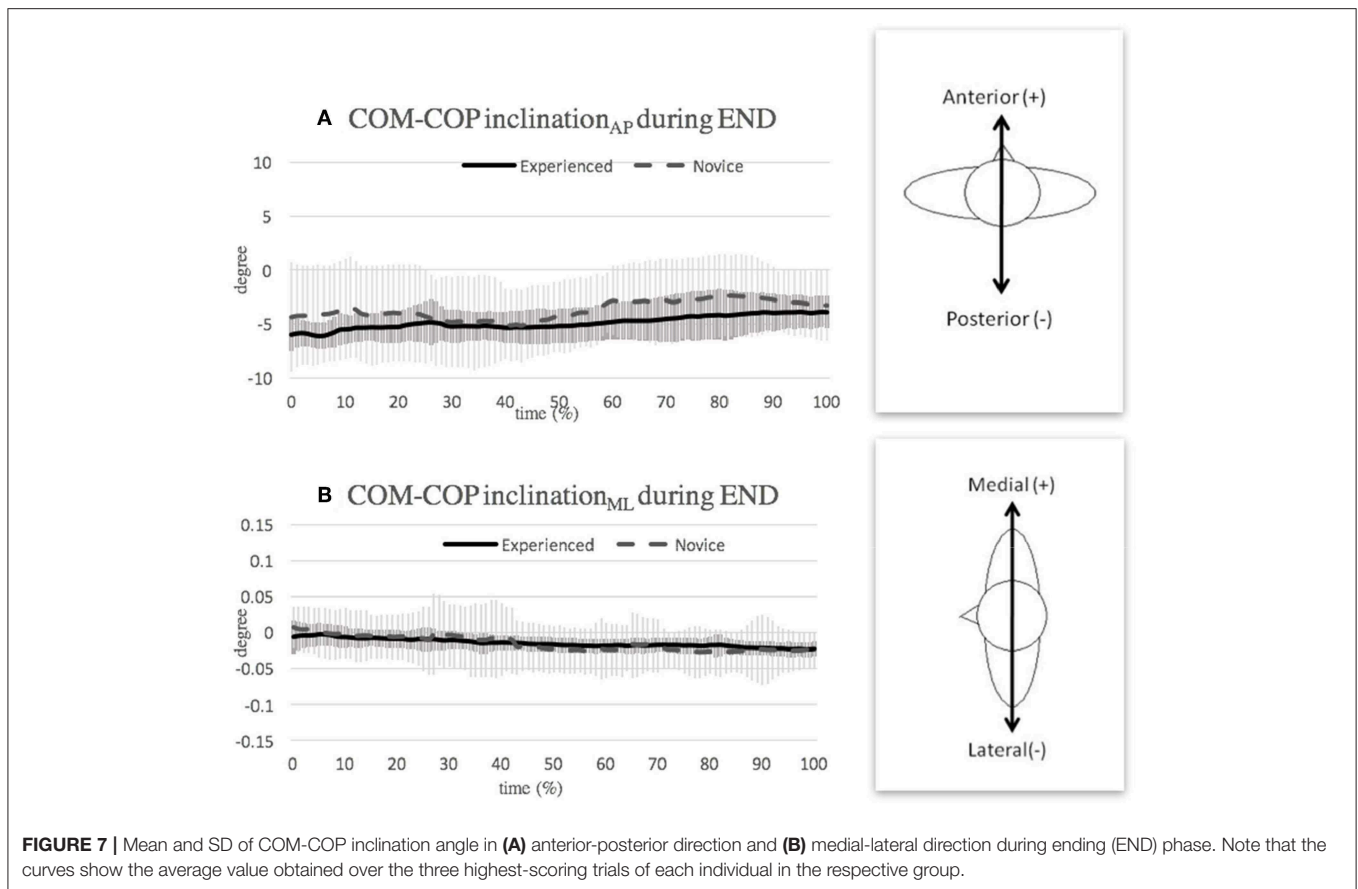 A COM-COP inclination AP during END
Experienced Novice
10
5
0
-5
-10
degree
0 10 20 30 40 50 60 70 80 90 100
time (%)
Anterior (+)
Posterior (-)
B COM-COP inclination ML during END
Experienced Novice
0.15
0.1
0.05
0
-0.05
-0.1
-0.15
degree
0 10 20 30 40 50 60 70 80 90 100
time (%)
Medial (+)
Lateral(-)
FIGURE 7 | Mean and SD of COM-COP inclination angle in (A) anterior-posterior direction and (B) medial-lateral direction during ending (END) phase. Note that the
curves show the average value obtained over the three highest-scoring trials of each individual in the respective group.